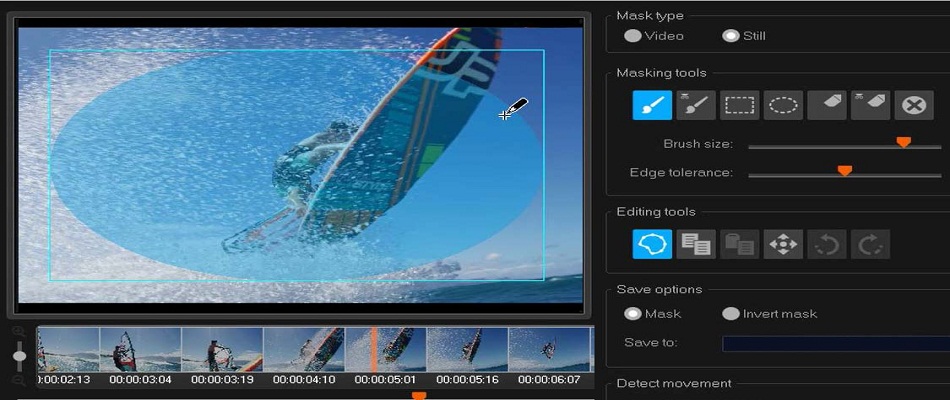 Mask type
Video
Still
Masking tools
Brush size:
Edge tolerance:
Editing tools
Save options
Mask
Invert mask
Save to:
Detect movement
JP
:00:02:13
00:00:03:04
00:00:03:19
00:00:04:10
00:00:05:01
00:00:05:16
00:00:06:07